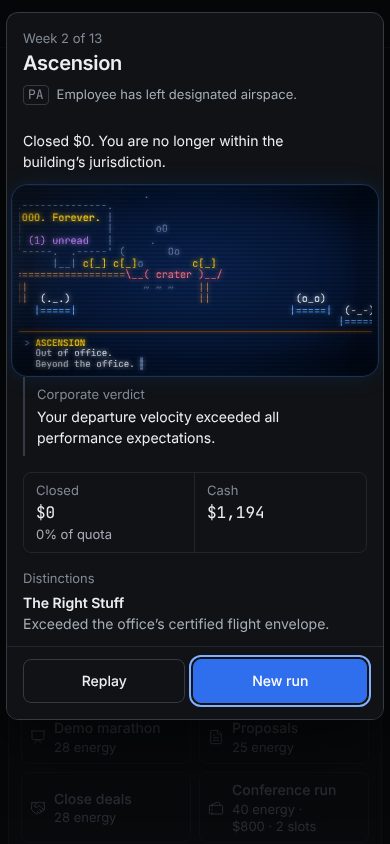 Week 2 of 13
Ascension
PA Employee has left designated airspace.
Closed $0. You are no longer within the
building’s jurisdiction.
000. Forever.
(1) unread
c[_] c[_] c[_]
\__( crater )__/
(._.) (o_o) (-_-)
|=====| |=====| |=====
> ASCENSION
Out of office.
Beyond the office.
Corporate verdict
Your departure velocity exceeded all
performance expectations.
Closed
$0
0% of quota
Cash
$1,194
Distinctions
The Right Stuff
Exceeded the office’s certified flight envelope.
Replay
New run
Demo marathon
28 energy
Proposals
25 energy
Close deals
28 energy
Conference run
40 energy ·
$800 · 2 slots